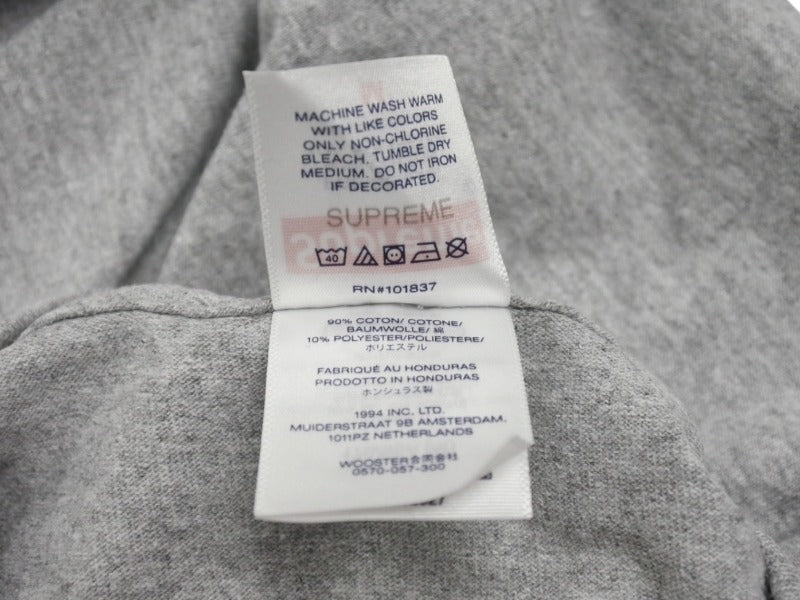 MACHINE WASH WARM
WITH LIKE COLORS
ONLY NON-CHLORINE
BLEACH. TUMBLE DRY
MEDIUM. DO NOT IRON
IF DECORATED.
SUPREME
40
RN#101837
90% COTON/ COTONE/
BAUMWOLLE/ 綿
10% POLYESTER/POLIESTERE/
ポリエステル
FABRIQUÉ AU HONDURAS
PRODOTTO IN HONDURAS
ホンジュラス製
1994 INC. LTD.
MUIDERSTRAAT 9B AMSTERDAM.
1011PZ NETHERLANDS
WOOSTER合同会社
0570-057-300